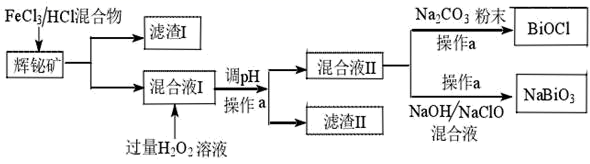 FeCl₃/HCl混合物
辉铋矿
滤渣I
混合液I
过量H₂O₂溶液
调pH
操作a
混合液II
滤渣II
Na₂CO₃ 粉末
操作a
BiOCl
操作a
NaOH/NaClO
混合液
NaBiO₃